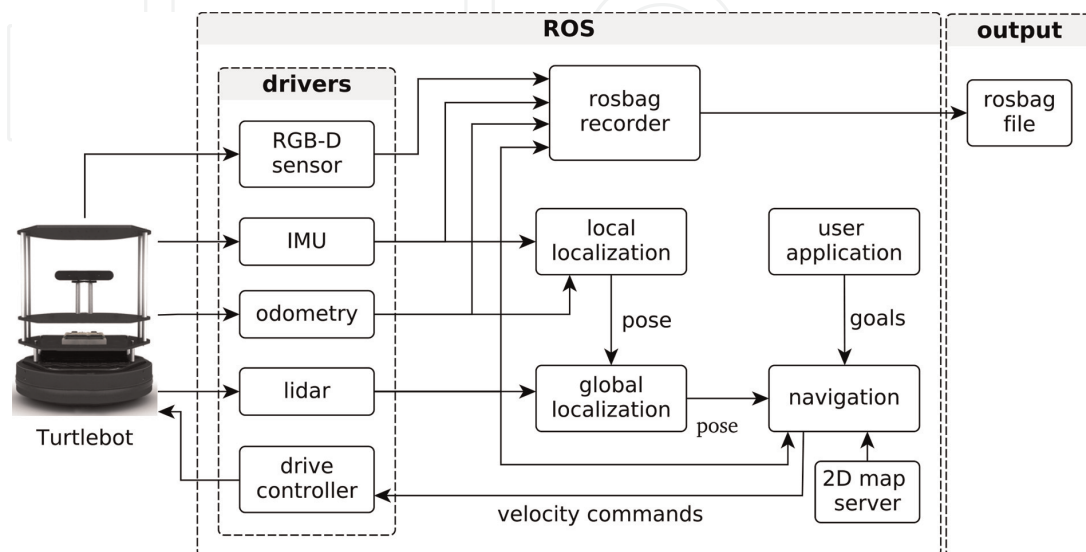 ROS
output
drivers
RGB-D
sensor
rosbag
recorder
rosbag
file
IMU
local
localization
user
application
odometry
pose
goals
lidar
global
localization
navigation
pose
Turtlebot
drive
controller
2D map
server
velocity commands